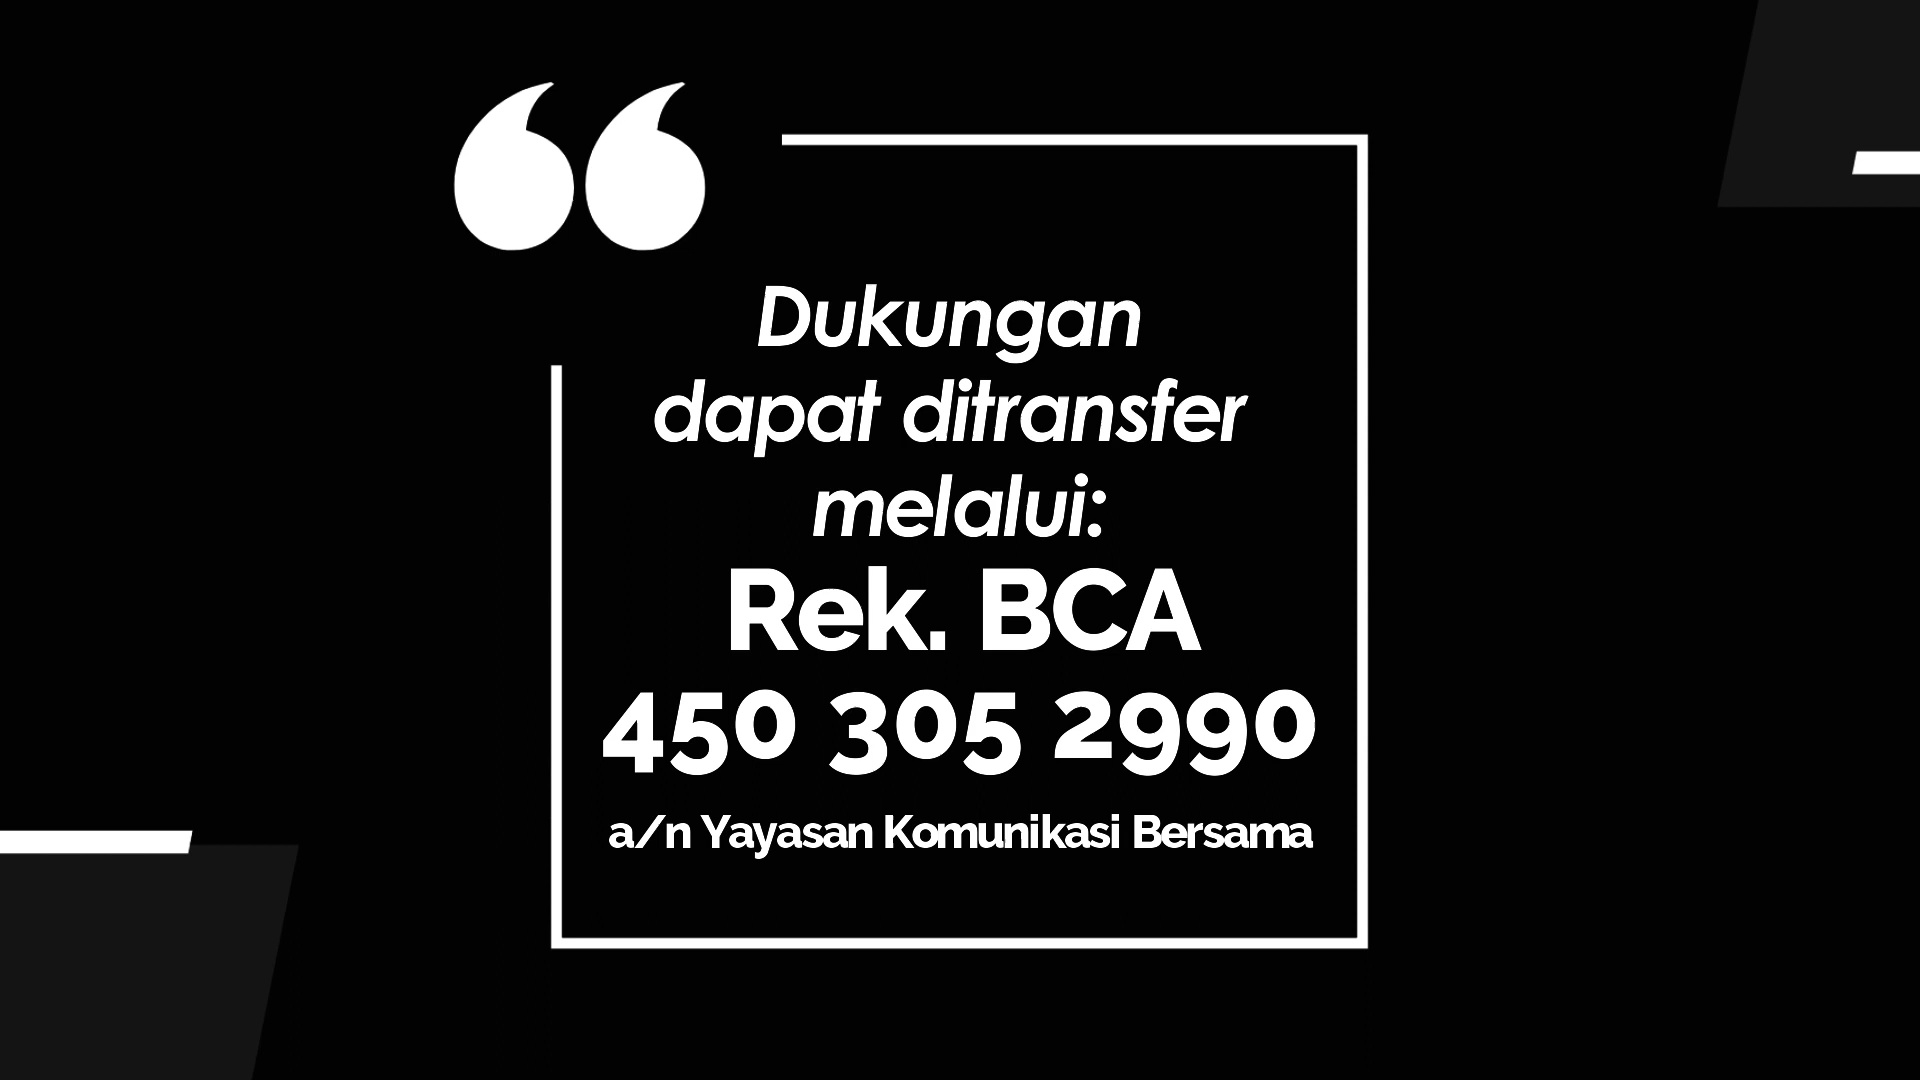 Dukungan
dapat ditransfer
melalui:
Rek. BCA
450 305 2990
a/n Yayasan Komunikasi Bersama